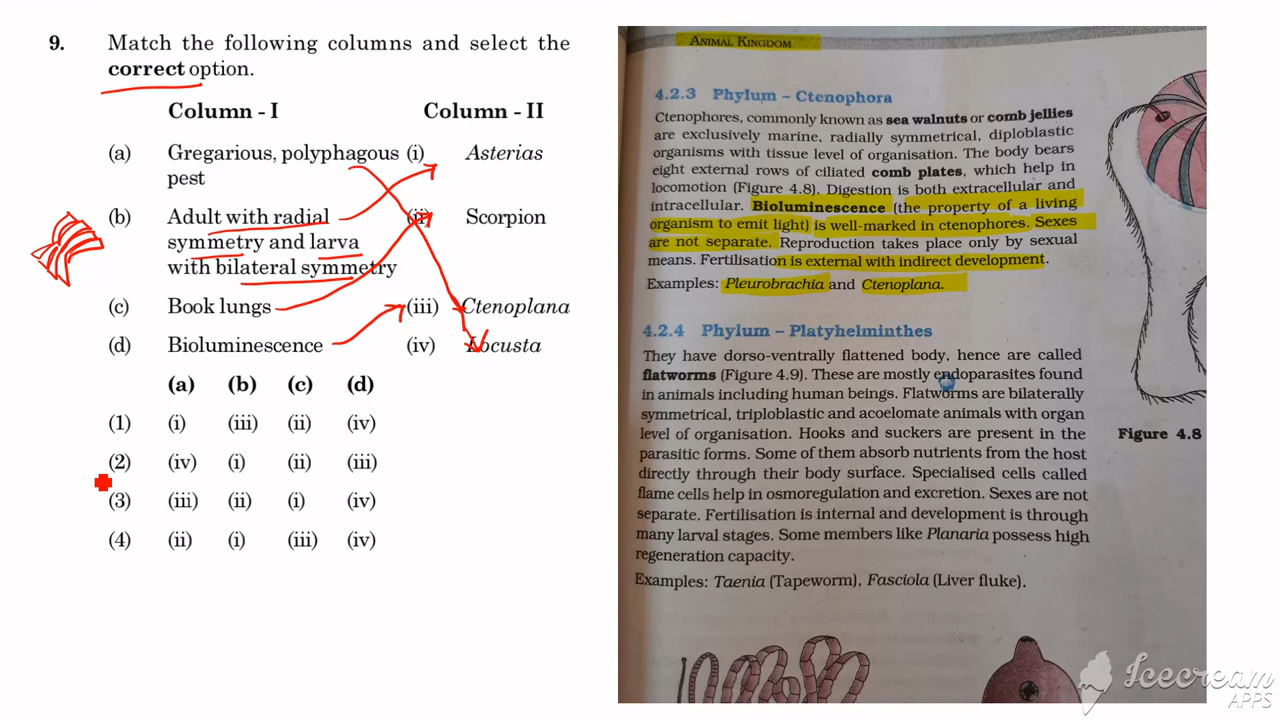 9. Match the following columns and select the
correct option.
Column - I Column - II
(a) Gregarious, polyphagous (i) Asterias
pest
(b) Adult with radial (ii) Scorpion
symmetry and larva
with bilateral symmetry
(c) Book lungs (iii) Ctenoplana
(d) Bioluminescence (iv) Locusta
(a) (b) (c) (d)
(1) (i) (iii) (ii) (iv)
(2) (iv) (i) (ii) (iii)
(3) (iii) (ii) (i) (iv)
(4) (ii) (i) (iii) (iv)
ANIMAL KINGDOM
4.2.3 Phylum – Ctenophora
Ctenophores, commonly known as sea walnuts or comb jellies
are exclusively marine, radially symmetrical, diploblastic
organisms with tissue level of organisation. The body bears
eight external rows of ciliated comb plates, which help in
locomotion (Figure 4.8). Digestion is both extracellular and
intracellular. Bioluminescence (the property of a living
organism to emit light) is well-marked in ctenophores. Sexes
are not separate. Reproduction takes place only by sexual
means. Fertilisation is external with indirect development.
Examples: Pleurobrachia and Ctenoplana.
4.2.4 Phylum – Platyhelminthes
They have dorso-ventrally flattened body, hence are called
flatworms (Figure 4.9). These are mostly endoparasites found
in animals including human beings. Flatworms are bilaterally
symmetrical, triploblastic and acoelomate animals with organ
level of organisation. Hooks and suckers are present in the
parasitic forms. Some of them absorb nutrients from the host
directly through their body surface. Specialised cells called
flame cells help in osmoregulation and excretion. Sexes are not
separate. Fertilisation is internal and development is through
many larval stages. Some members like Planaria possess high
regeneration capacity.
Examples: Taenia (Tapeworm), Fasciola (Liver fluke).
Figure 4.8
Icecream
APPS